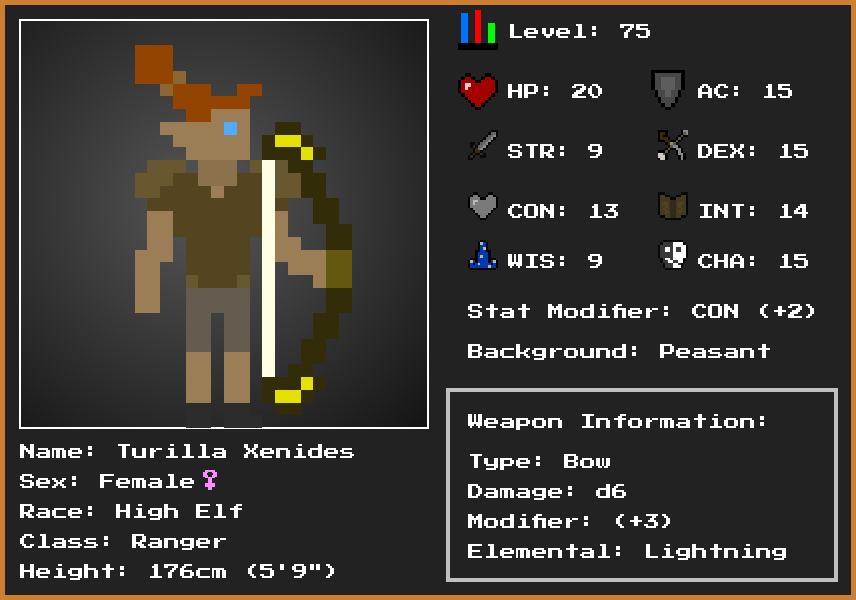 Level: 75
HP: 20 AC: 15
STR: 9 DEX: 15
CON: 13 INT: 14
WIS: 9 CHA: 15
Stat Modifier: CON (+2)
Background: Peasant
Weapon Information:
Type: Bow
Damage: d6
Modifier: (+3)
Elemental: Lightning
Name: Turilla Xenides
Sex: Female♀
Race: High Elf
Class: Ranger
Height: 176cm (5'9")